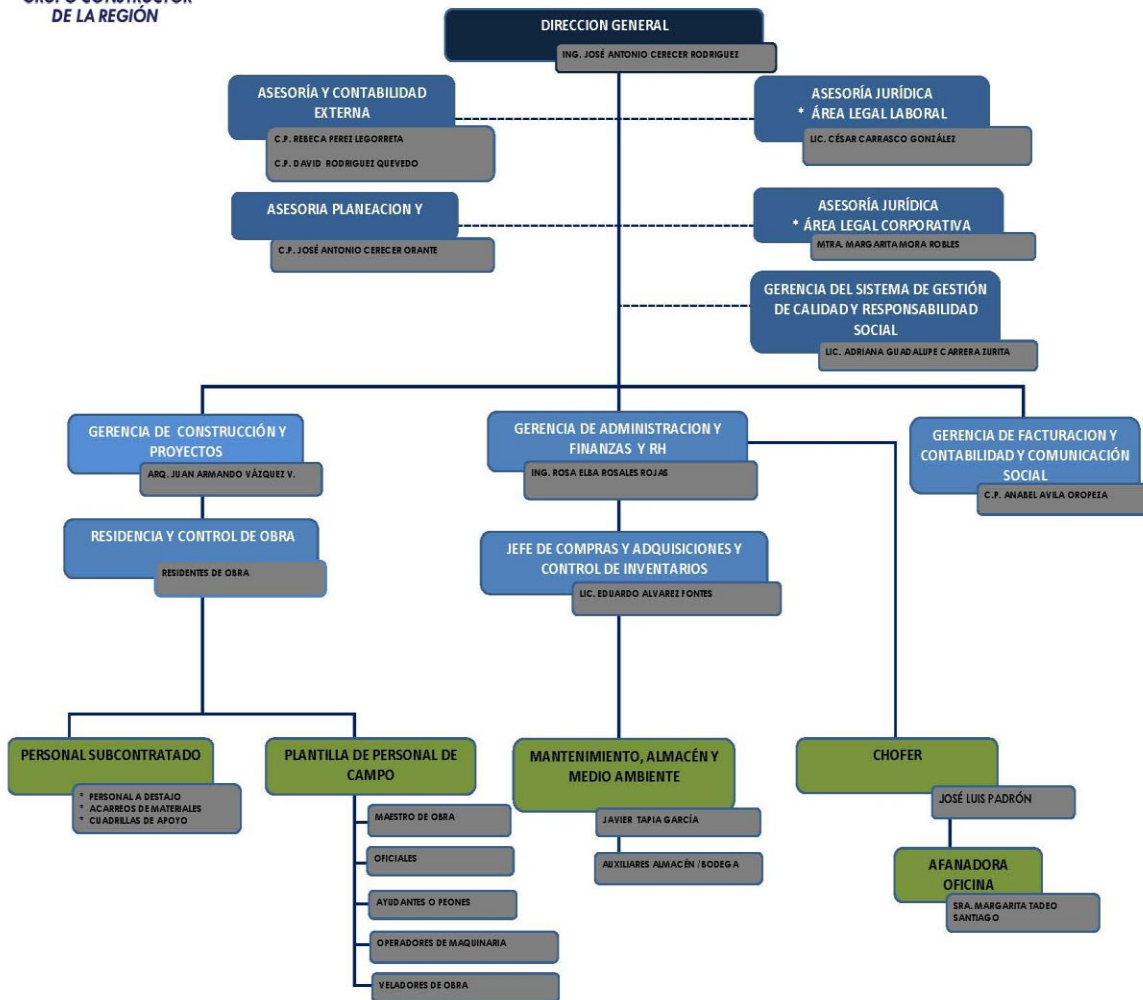 DE LA REGIÓN
DIRECCION GENERAL
ING. JOSÉ ANTONIO CERECER RODRIGUEZ
ASESORÍA Y CONTABILIDAD
EXTERNA
C.P. REBECA PEREZ LEGORRETA
C.P. DAVID RODRIGUEZ QUEVEDO
ASESORÍA JURÍDICA
* ÁREA LEGAL LABORAL
LIC. CÉSAR CARRASCO GONZÁLEZ
ASESORIA PLANEACION Y
C.P. JOSÉ ANTONIO CERECER ORANTE
ASESORÍA JURÍDICA
* ÁREA LEGAL CORPORATIVA
MTRA. MARGARITA MORA ROBLES
GERENCIA DEL SISTEMA DE GESTIÓN
DE CALIDAD Y RESPONSABILIDAD
SOCIAL
LIC. ADRIANA GUADALUPE CARRERA ZURITA
GERENCIA DE CONSTRUCCIÓN Y
PROYECTOS
ARQ. JUAN ARMANDO VÁZQUEZ V.
GERENCIA DE ADMINISTRACION Y
FINANZAS Y RH
ING. ROSA ELBA ROSALES ROJAS
GERENCIA DE FACTURACION Y
CONTABILIDAD Y COMUNICACIÓN
SOCIAL
C.P. ANABEL AVILA OROPEZA
RESIDENCIA Y CONTROL DE OBRA
RESIDENTES DE OBRA
JEFE DE COMPRAS Y ADQUISICIONES Y
CONTROL DE INVENTARIOS
LIC. EDUARDO ALVAREZ FONTES
PERSONAL SUBCONTRATADO
* PERSONAL A DESTAJO
* ACARREOS DE MATERIALES
* CUADRILLAS DE APOYO
PLANTILLA DE PERSONAL DE
CAMPO
MAESTRO DE OBRA
OFICIALES
AYUDANTES O PEONES
OPERADORES DE MAQUINARIA
VELADORES DE OBRA
MANTENIMIENTO, ALMACÉN Y
MEDIO AMBIENTE
JAVIER TAPIA GARCÍA
AUXILIARES ALMACÉN /BODEGA
CHOFER
JOSÉ LUIS PADRÓN
AFANADORA
OFICINA
SRA. MARGARITA TADEO
SANTIAGO